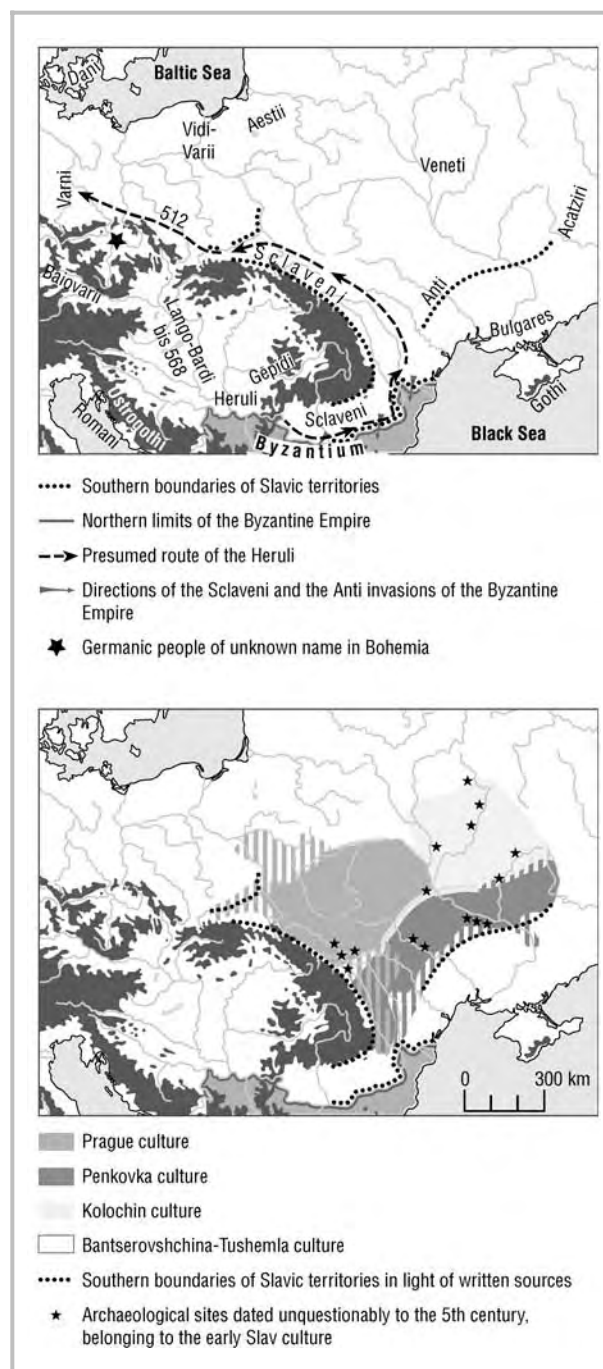 Dani
Baltic Sea
Aestii
Vidi-
Varii
Veneti
Varni
512
Acatziri
Sclaveni
Anti
Baiovarii
Lango-Bardi
bis 568
Bulgares
Gepidi
Gothi
Heruli
Sclaveni
Ostrogothi
Romani
Byzantium
Black Sea
Southern boundaries of Slavic territories
Northern limits of the Byzantine Empire
Presumed route of the Heruli
Directions of the Sclaveni and the Anti invasions of the Byzantine
Empire
Germanic people of unknown name in Bohemia
0 300 km
Prague culture
Penkovka culture
Kolochin culture
Bantserovshchina-Tushemla culture
Southern boundaries of Slavic territories in light of written sources
Archaeological sites dated unquestionably to the 5th century,
belonging to the early Slav culture